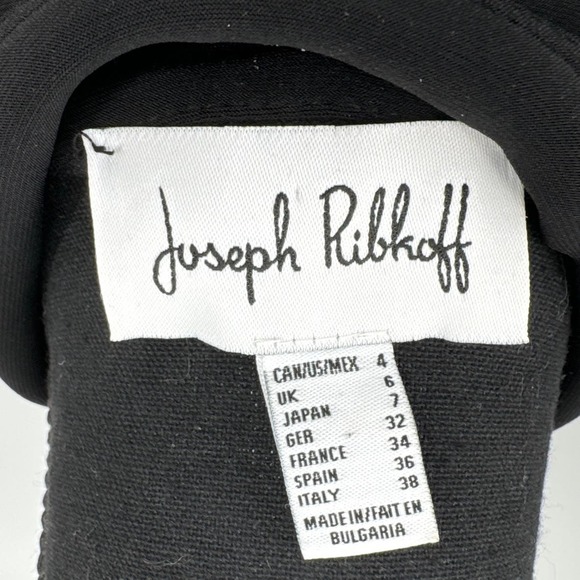 Joseph Ribkoff
CAN/US/MEX 4
UK 6
JAPAN 7
GER 32
FRANCE 34
SPAIN 36
ITALY 38
MADE IN/FAIT EN
BULGARIA